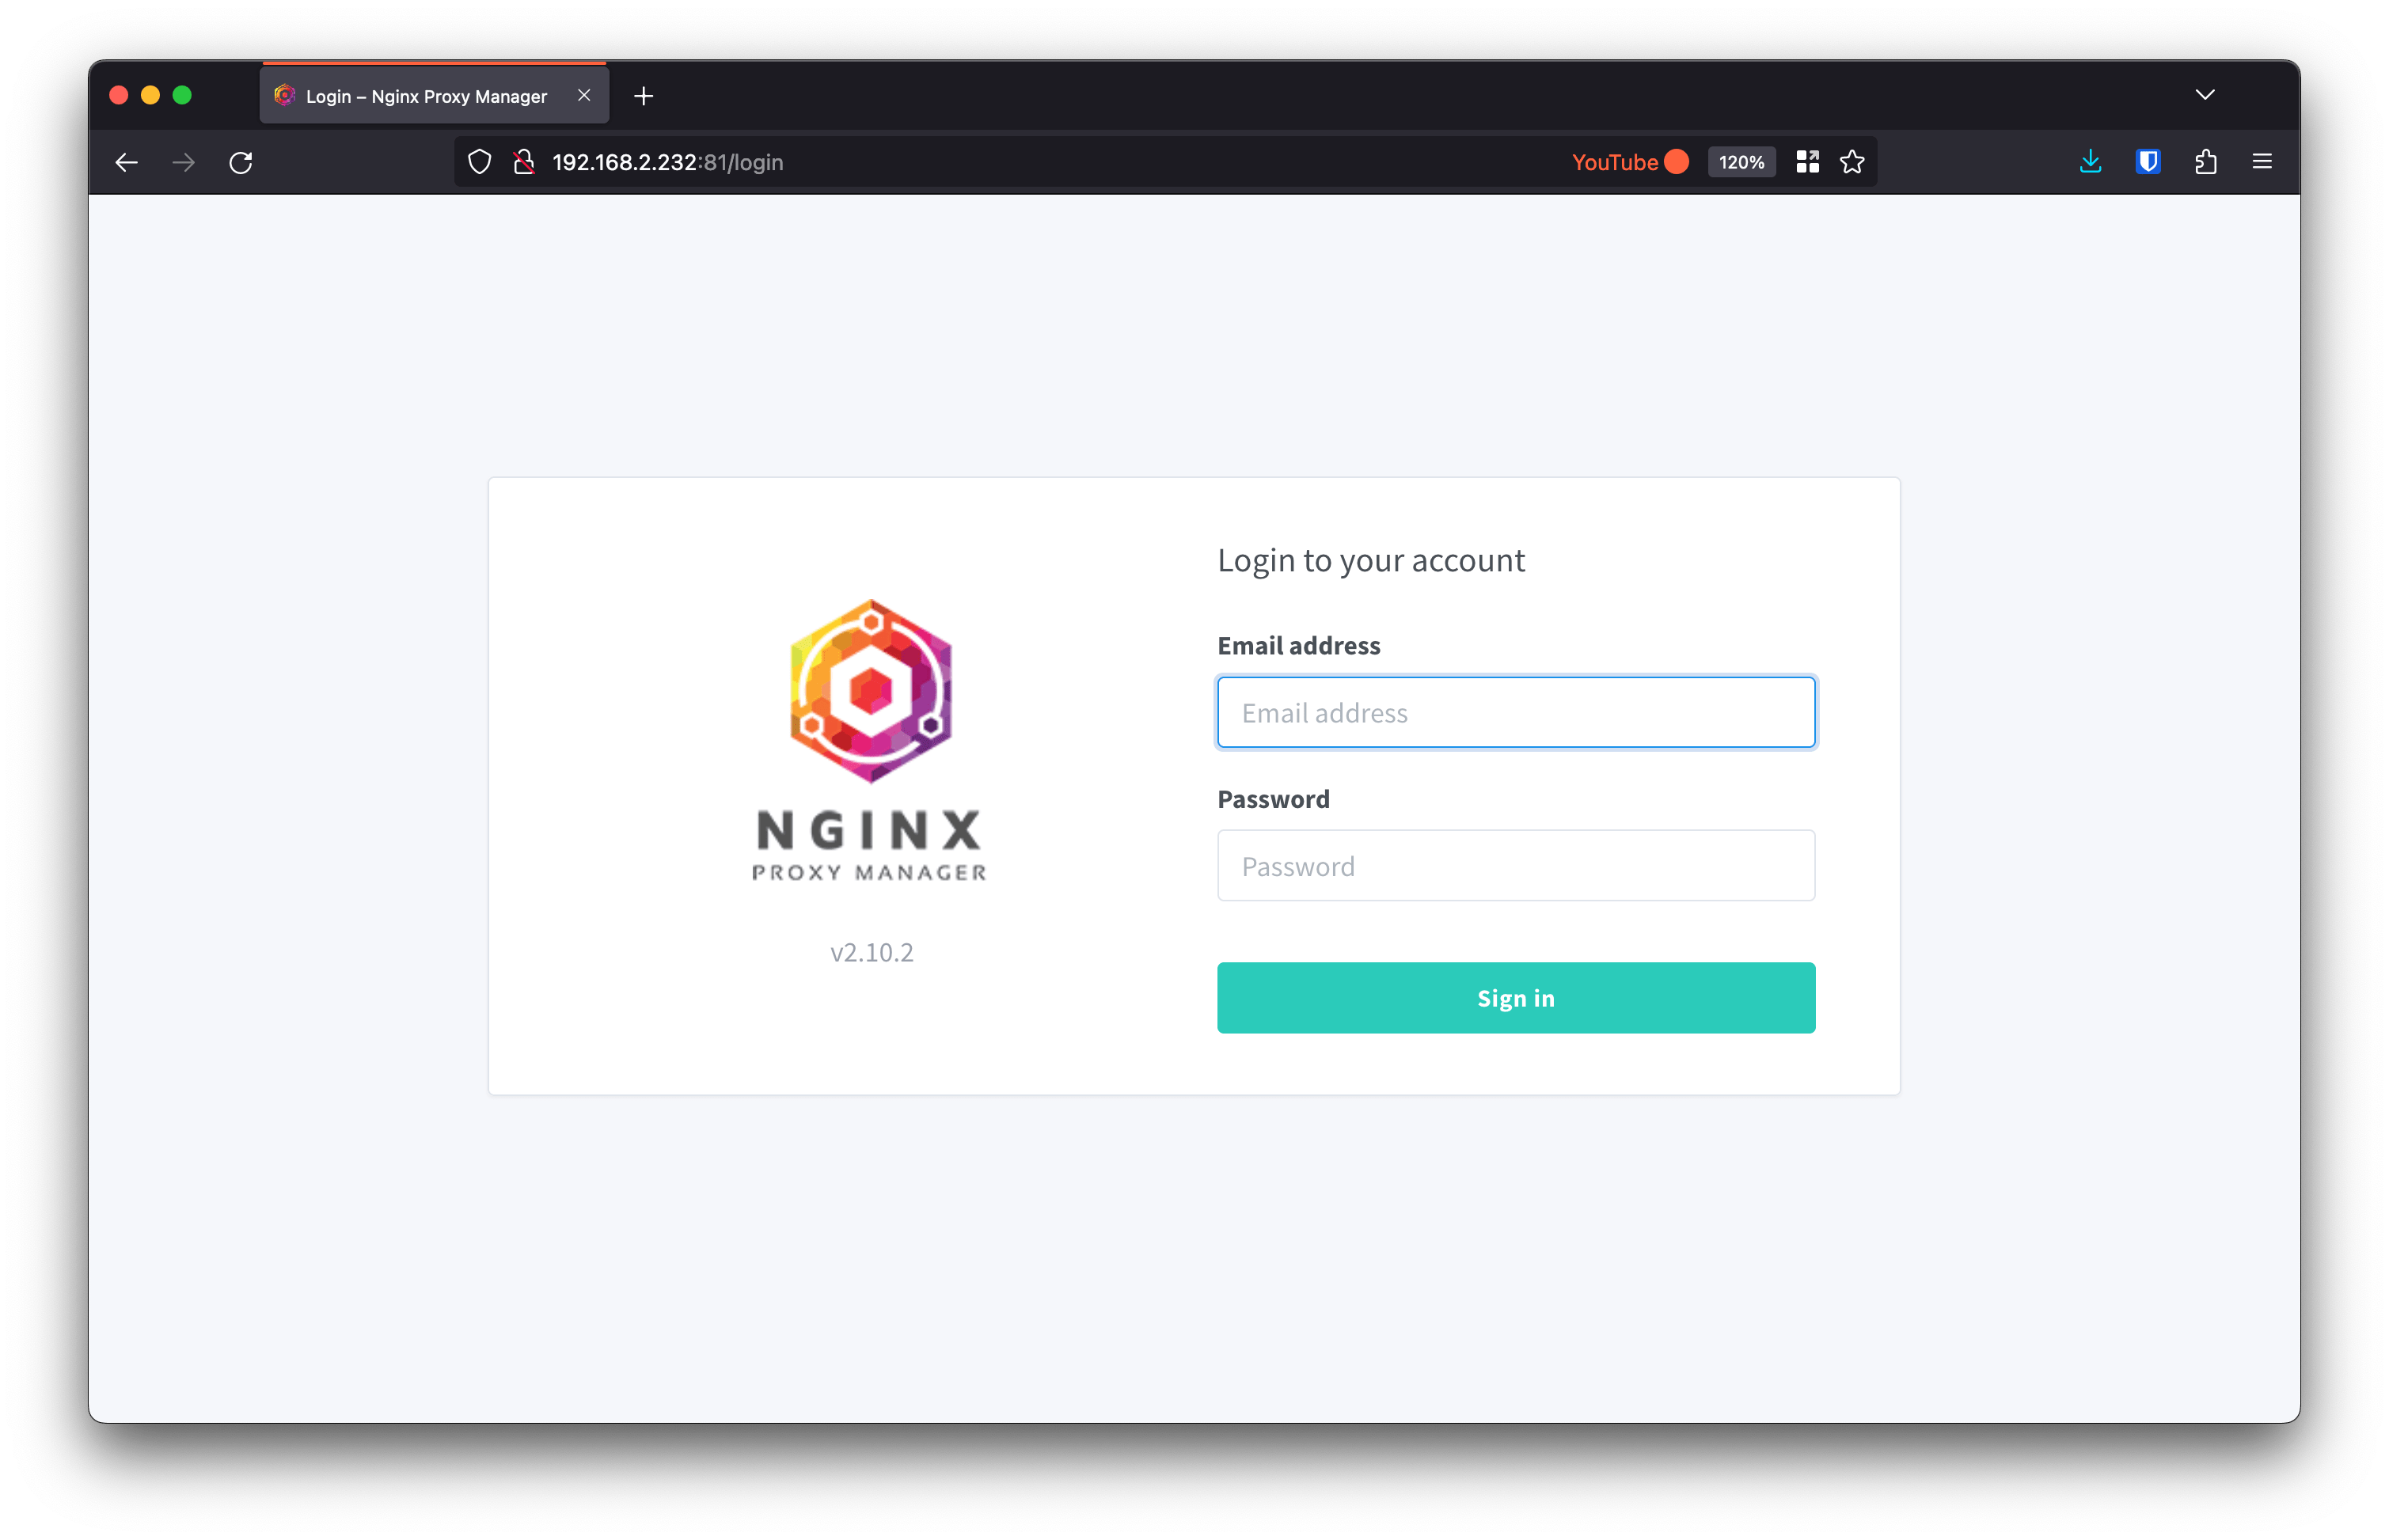 Login – Nginx Proxy Manager
192.168.2.232:81/login
YouTube
120%
Login to your account
Email address
Email address
Password
Password
Sign in
NGINX
PROXY MANAGER
v2.10.2